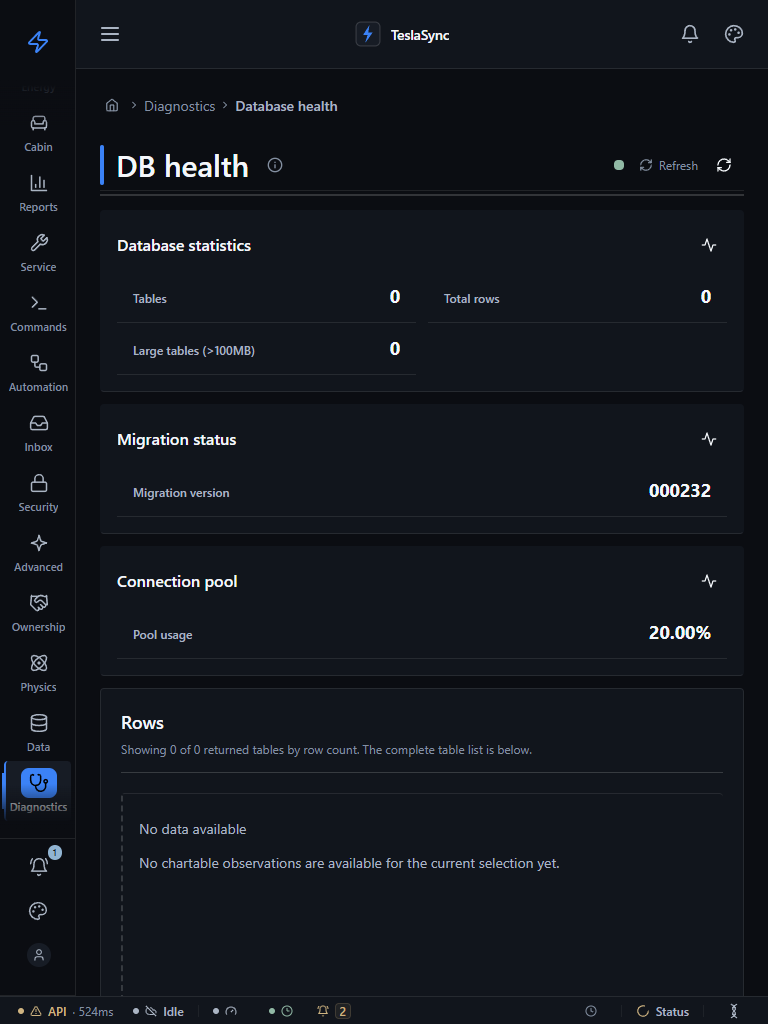 TeslaSync
Energy
Cabin
Reports
Service
Commands
Automation
Inbox
Security
Advanced
Ownership
Physics
Data
Diagnostics
1
Diagnostics
Database health
DB health
Refresh
Database statistics
Tables 0
Total rows 0
Large tables (>100MB) 0
Migration status
Migration version 000232
Connection pool
Pool usage 20.00%
Rows
Showing 0 of 0 returned tables by row count. The complete table list is below.
No data available
No chartable observations are available for the current selection yet.
API · 524ms
Idle
2
Status